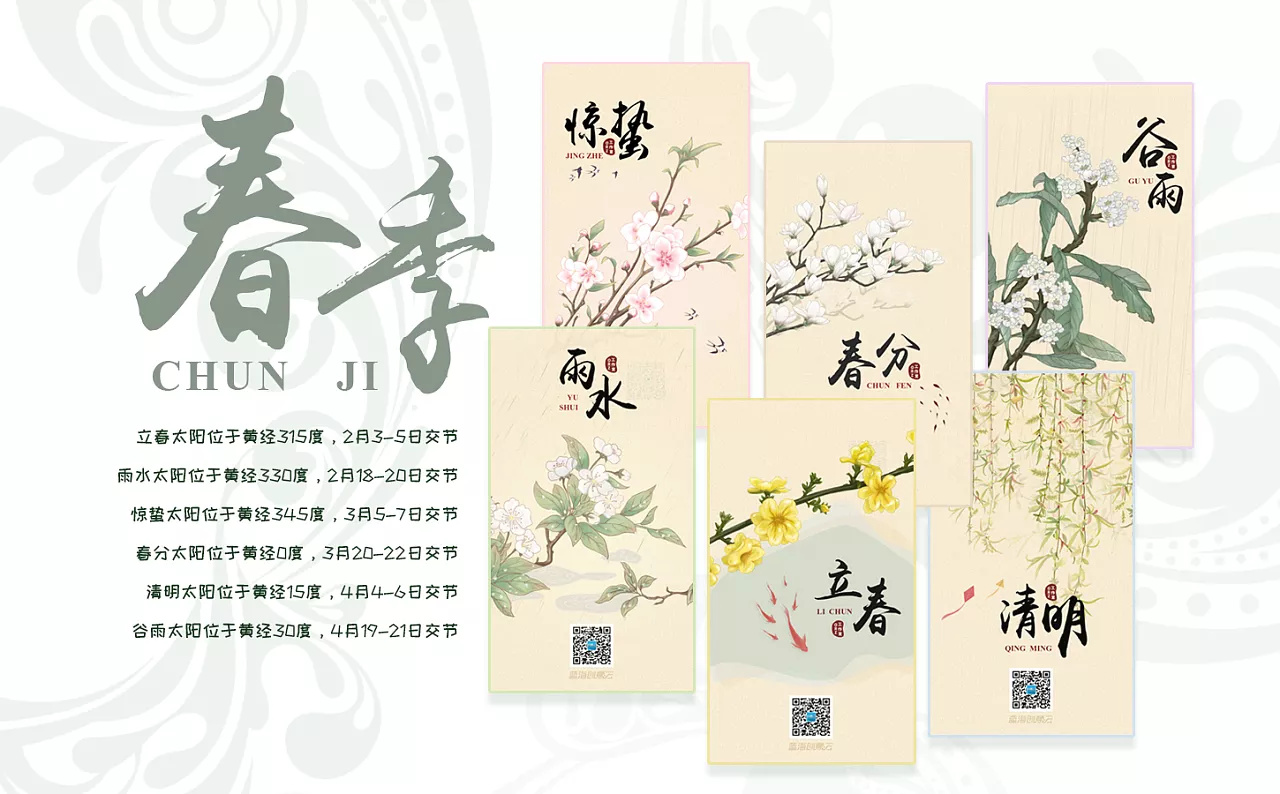 春季
CHUN JI
立春太阳位于黄经315度，2月3-5日交节
雨水太阳位于黄经330度，2月18-20日交节
惊蛰太阳位于黄经345度，3月5-7日交节
春分太阳位于黄经0度，3月20-22日交节
清明太阳位于黄经15度，4月4-6日交节
谷雨太阳位于黄经30度，4月19-21日交节
惊蛰
JING ZHE
春分
CHUN FEN
谷雨
GU YU
雨水
YU
SHUI
立春
LI CHUN
清明
QING MING